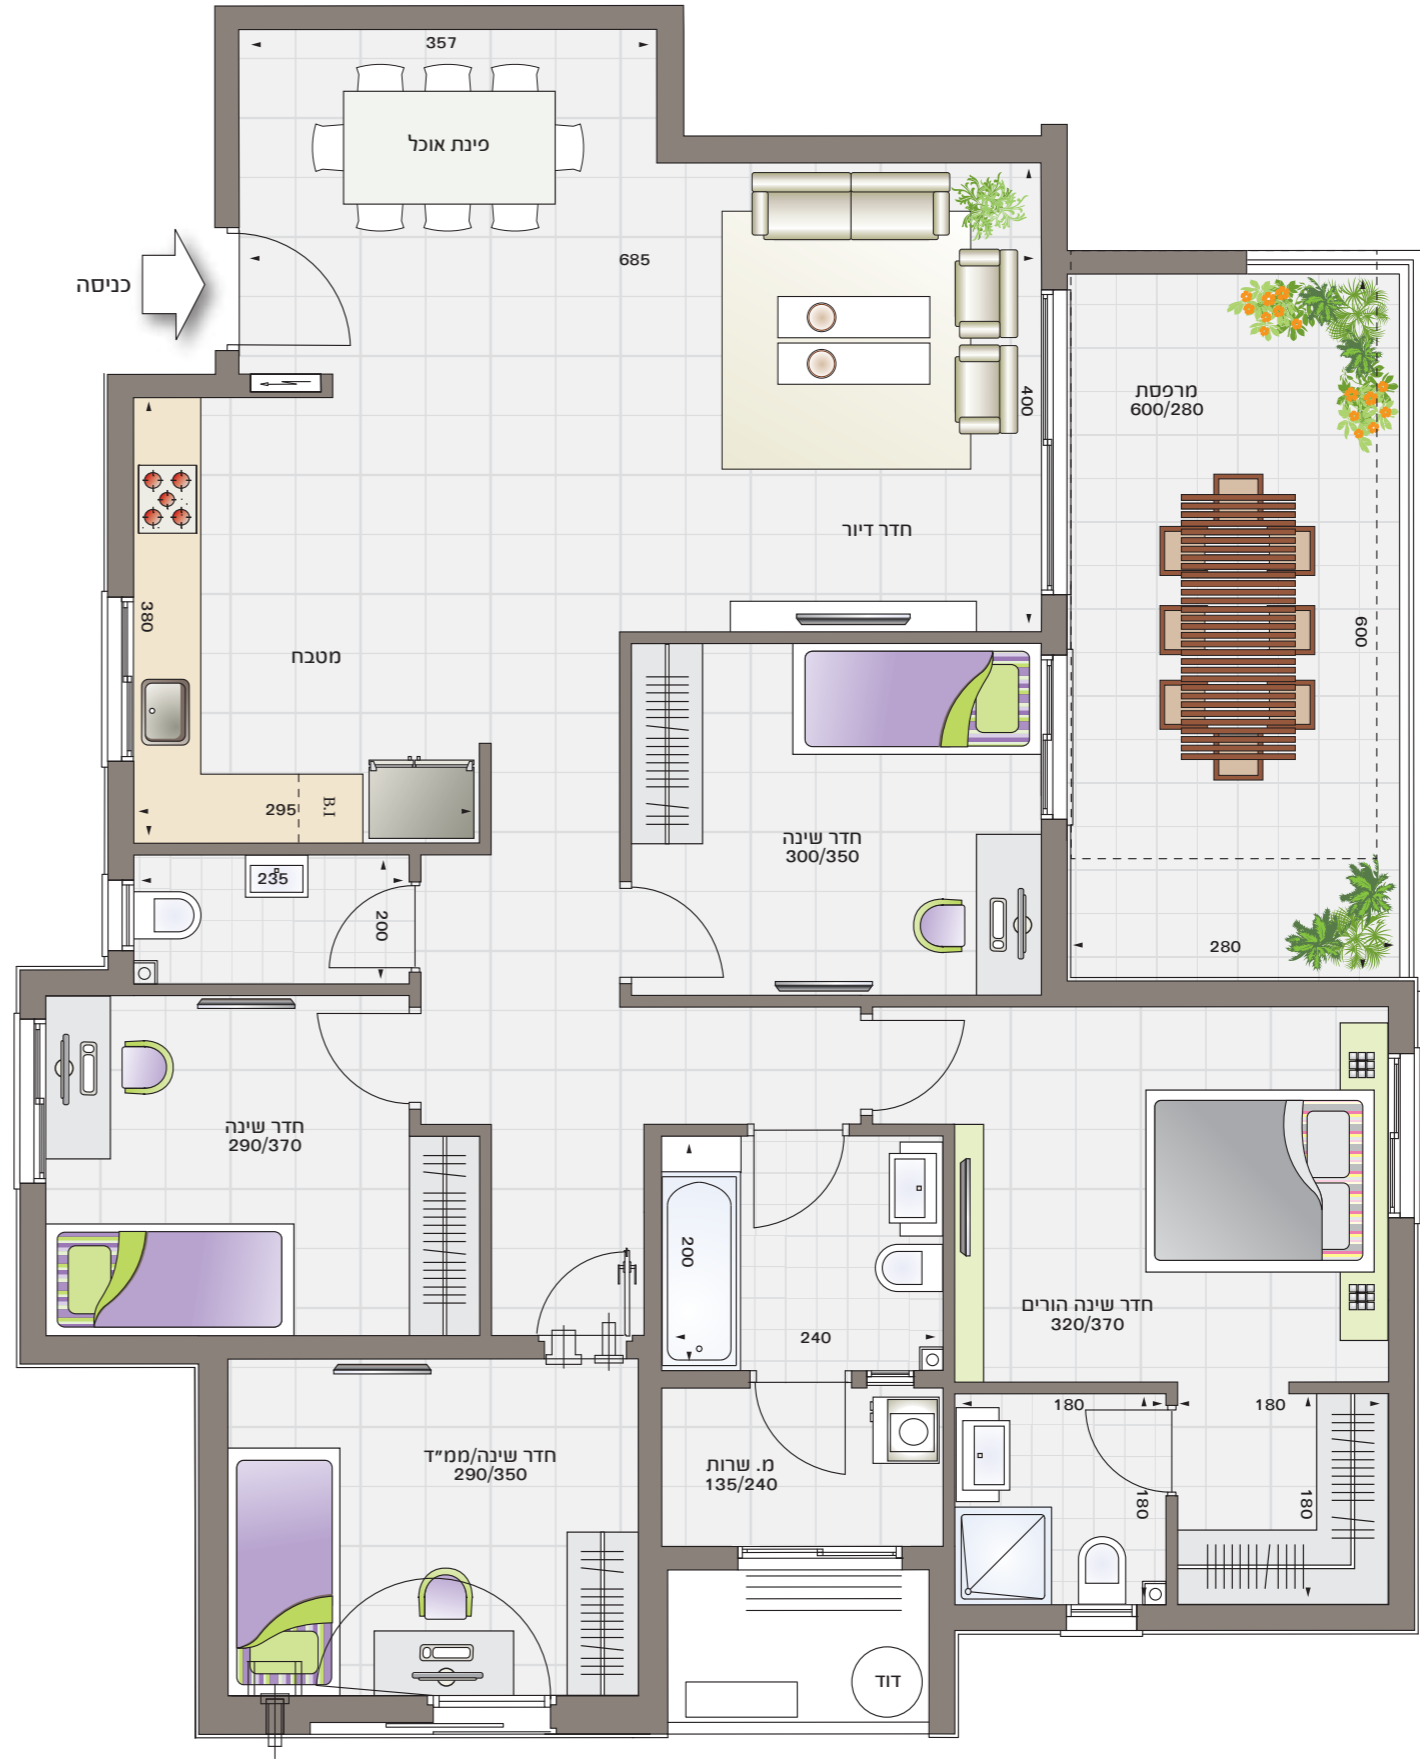 357
פינת אוכל
כניסה
685
400
מרפסת
600/280
600
חדר דיור
380
מטבח
295
B.I
חדר שינה
300/350
235
200
280
חדר שינה
290/370
200
240
חדר שינה הורים
320/370
180
180
180
180
חדר שינה/ממ״ד
290/350
מ. שרות
135/240
דוד